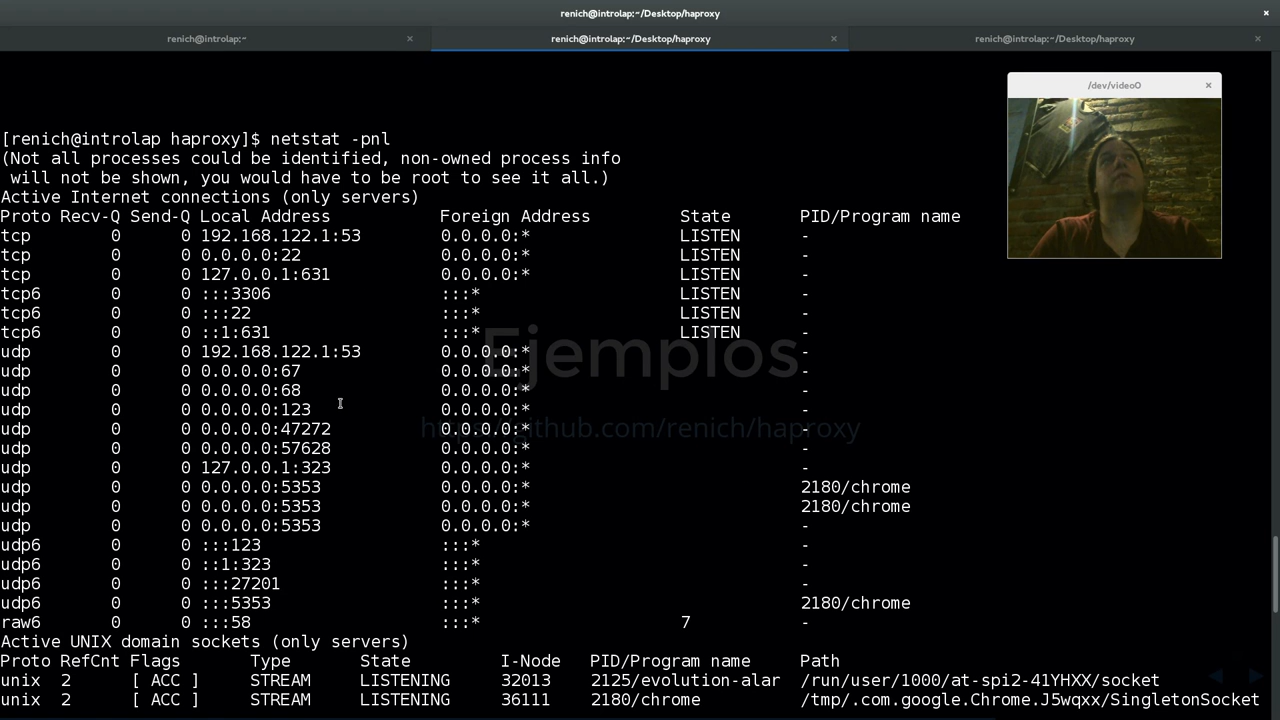 renich@introlap:~/Desktop/haproxy
renich@introlap:~
renich@introlap:~/Desktop/haproxy
renich@introlap:~/Desktop/haproxy
/dev/video0
[renich@introlap haproxy]$ netstat -pnl
(Not all processes could be identified, non-owned process info
 will not be shown, you would have to be root to see it all.)
Active Internet connections (only servers)
Proto Recv-Q Send-Q Local Address           Foreign Address         State       PID/Program name
tcp        0      0 192.168.122.1:53        0.0.0.0:*               LISTEN      -
tcp        0      0 0.0.0.0:22              0.0.0.0:*               LISTEN      -
tcp        0      0 127.0.0.1:631           0.0.0.0:*               LISTEN      -
tcp6       0      0 :::3306                 :::*                    LISTEN      -
tcp6       0      0 :::22                   :::*                    LISTEN      -
tcp6       0      0 ::1:631                 :::*                    LISTEN      -
Ejemplos
udp        0      0 192.168.122.1:53        0.0.0.0:*                           -
udp        0      0 0.0.0.0:67              0.0.0.0:*                           -
udp        0      0 0.0.0.0:68              0.0.0.0:*                           -
udp        0      0 0.0.0.0:123             0.0.0.0:*                           -
https://github.com/renich/haproxy
udp        0      0 0.0.0.0:47272           0.0.0.0:*                           -
udp        0      0 0.0.0.0:57628           0.0.0.0:*                           -
udp        0      0 127.0.0.1:323           0.0.0.0:*                           -
udp        0      0 0.0.0.0:5353            0.0.0.0:*                           2180/chrome
udp        0      0 0.0.0.0:5353            0.0.0.0:*                           2180/chrome
udp        0      0 0.0.0.0:5353            0.0.0.0:*                           -
udp6       0      0 :::123                  :::*                                -
udp6       0      0 ::1:323                 :::*                                -
udp6       0      0 :::27201                :::*                                -
udp6       0      0 :::5353                 :::*                                2180/chrome
raw6       0      0 :::58                   :::*                    7           -
Active UNIX domain sockets (only servers)
Proto RefCnt Flags       Type       State         I-Node   PID/Program name     Path
unix  2      [ ACC ]     STREAM     LISTENING     32013    2125/evolution-alar  /run/user/1000/at-spi2-41YHXX/socket
unix  2      [ ACC ]     STREAM     LISTENING     36111    2180/chrome          /tmp/.com.google.Chrome.J5wqxx/SingletonSocket